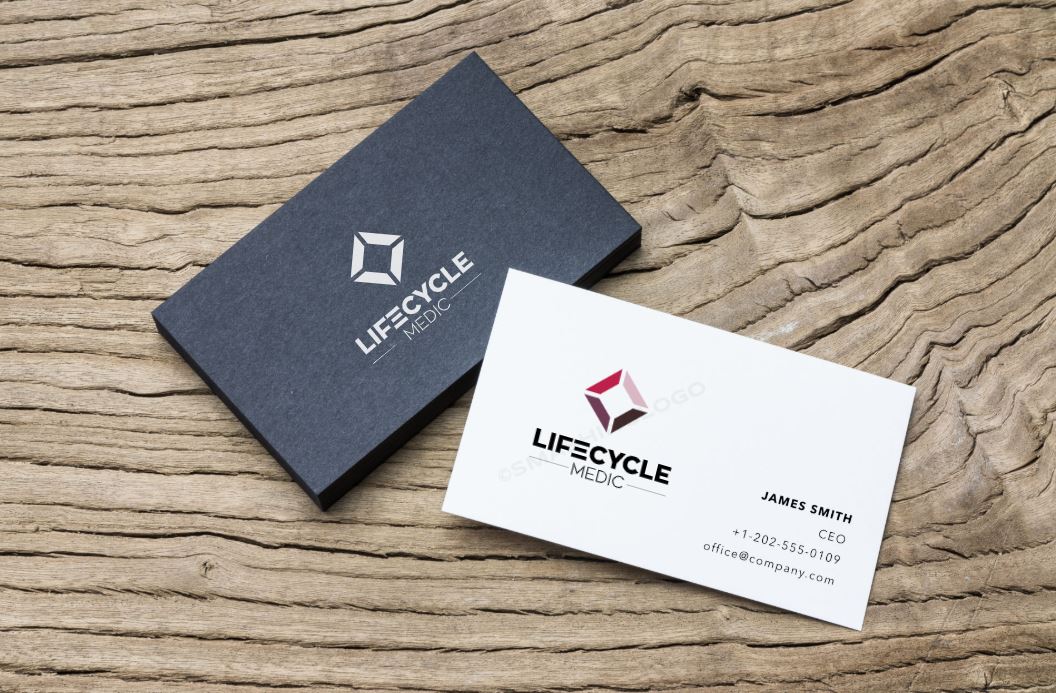 LIFECYCLE
MEDIC
LIFECYCLE
MEDIC
JAMES SMITH
CEO
+1-202-555-0109
office@company.com